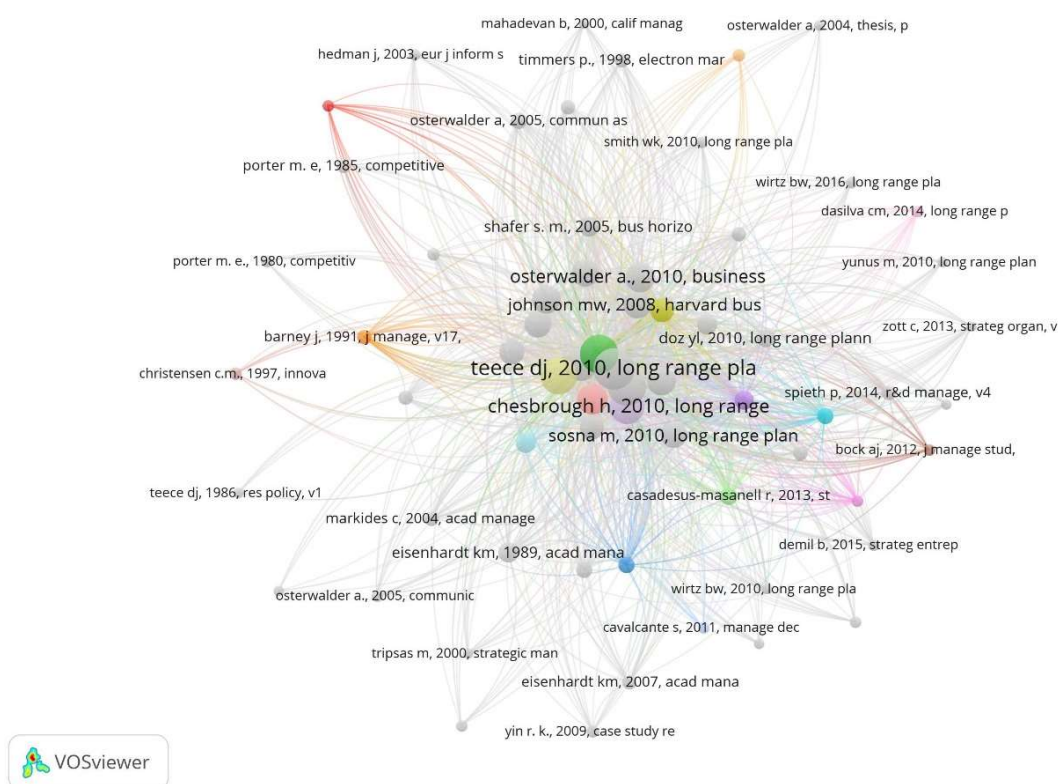 mahadevan b, 2000, calif manag
osterwalder a, 2004, thesis, p
hedman j, 2003, eur j inform s
timmers p., 1998, electron mar
osterwalder a, 2005, commun as
smith wk, 2010, long range pla
porter m. e, 1985, competitive
wirtz bw, 2016, long range pla
dasilva cm, 2014, long range p
shafer s. m., 2005, bus horizo
porter m. e., 1980, competitiv
yunus m, 2010, long range plan
osterwalder a., 2010, business
johnson mw, 2008, harvard bus
zott c, 2013, strateg organ, v
barney j, 1991, j manage, v17,
doz yl, 2010, long range plann
teece dj, 2010, long range pla
christensen c.m., 1997, innova
spieth p, 2014, r&d manage, v4
chesbrough h, 2010, long range
sosna m, 2010, long range plan
bock aj, 2012, j manage stud,
teece dj, 1986, res policy, v1
casadesus-masanell r, 2013, st
markides c, 2004, acad manage
demil b, 2015, strateg entrep
eisenhardt km, 1989, acad mana
wirtz bw, 2010, long range pla
osterwalder a., 2005, communic
cavalcante s, 2011, manage dec
tripsas m, 2000, strategic man
eisenhardt km, 2007, acad mana
yin r. k., 2009, case study re
VOSviewer